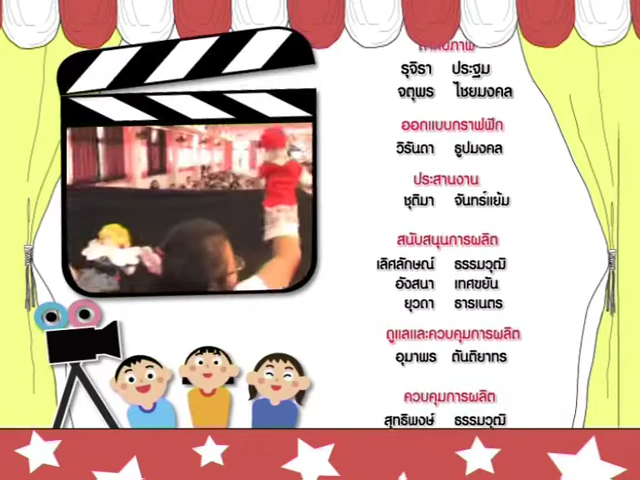 รุจิรา ประฐม
จตุพร ไชยมงคล
ออกแบบกราฟฟิก
วิรันดา รูปมงคล
ประสานงาน
ชุติมา จันทร์แย้ม
สนับสนุนการผลิต
เลิศลักษณ์ ธรรมวุฒิ
อังสนา เทศขยัน
ยุวดา ธารเนตร
ดูแลและควบคุมการผลิต
อุมาพร ตันติยาทร
ควบคุมการผลิต
สุทธิพงษ์ ธรรมวุฒิ